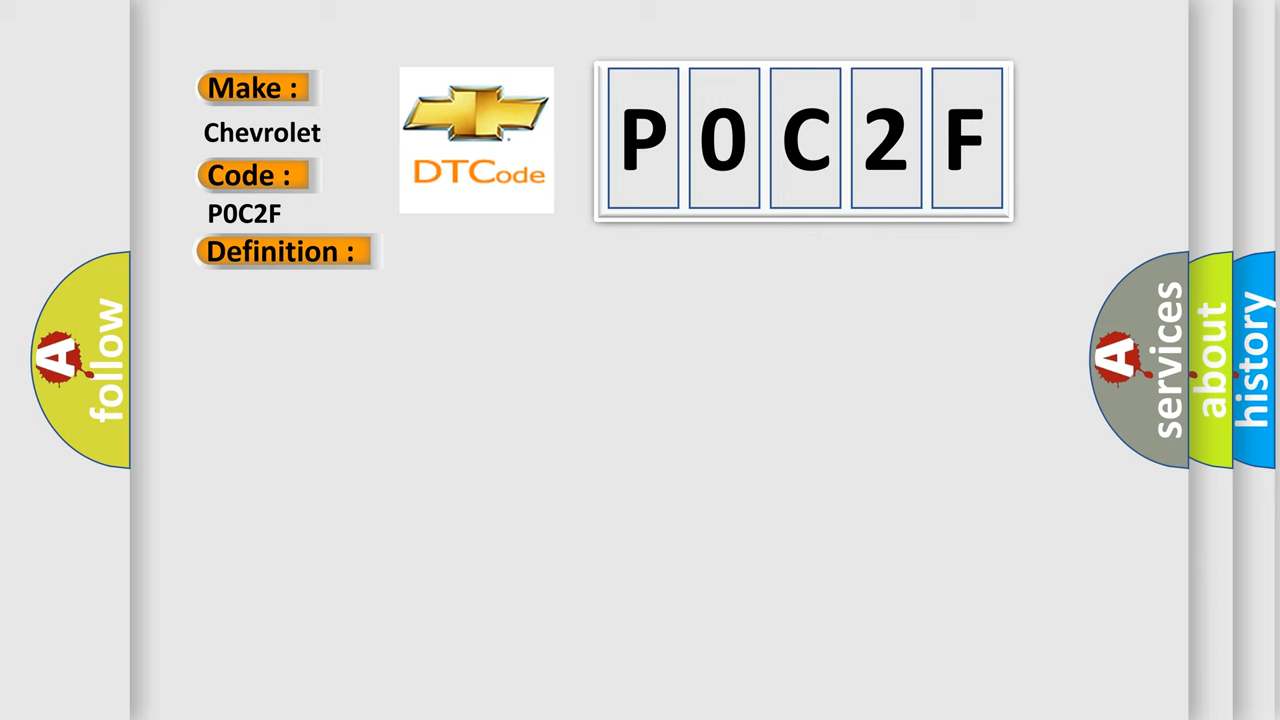 Make :
Chevrolet
Code :
P0C2F
Definition :
DTCode
P0C2F
A follow
A services
about
history